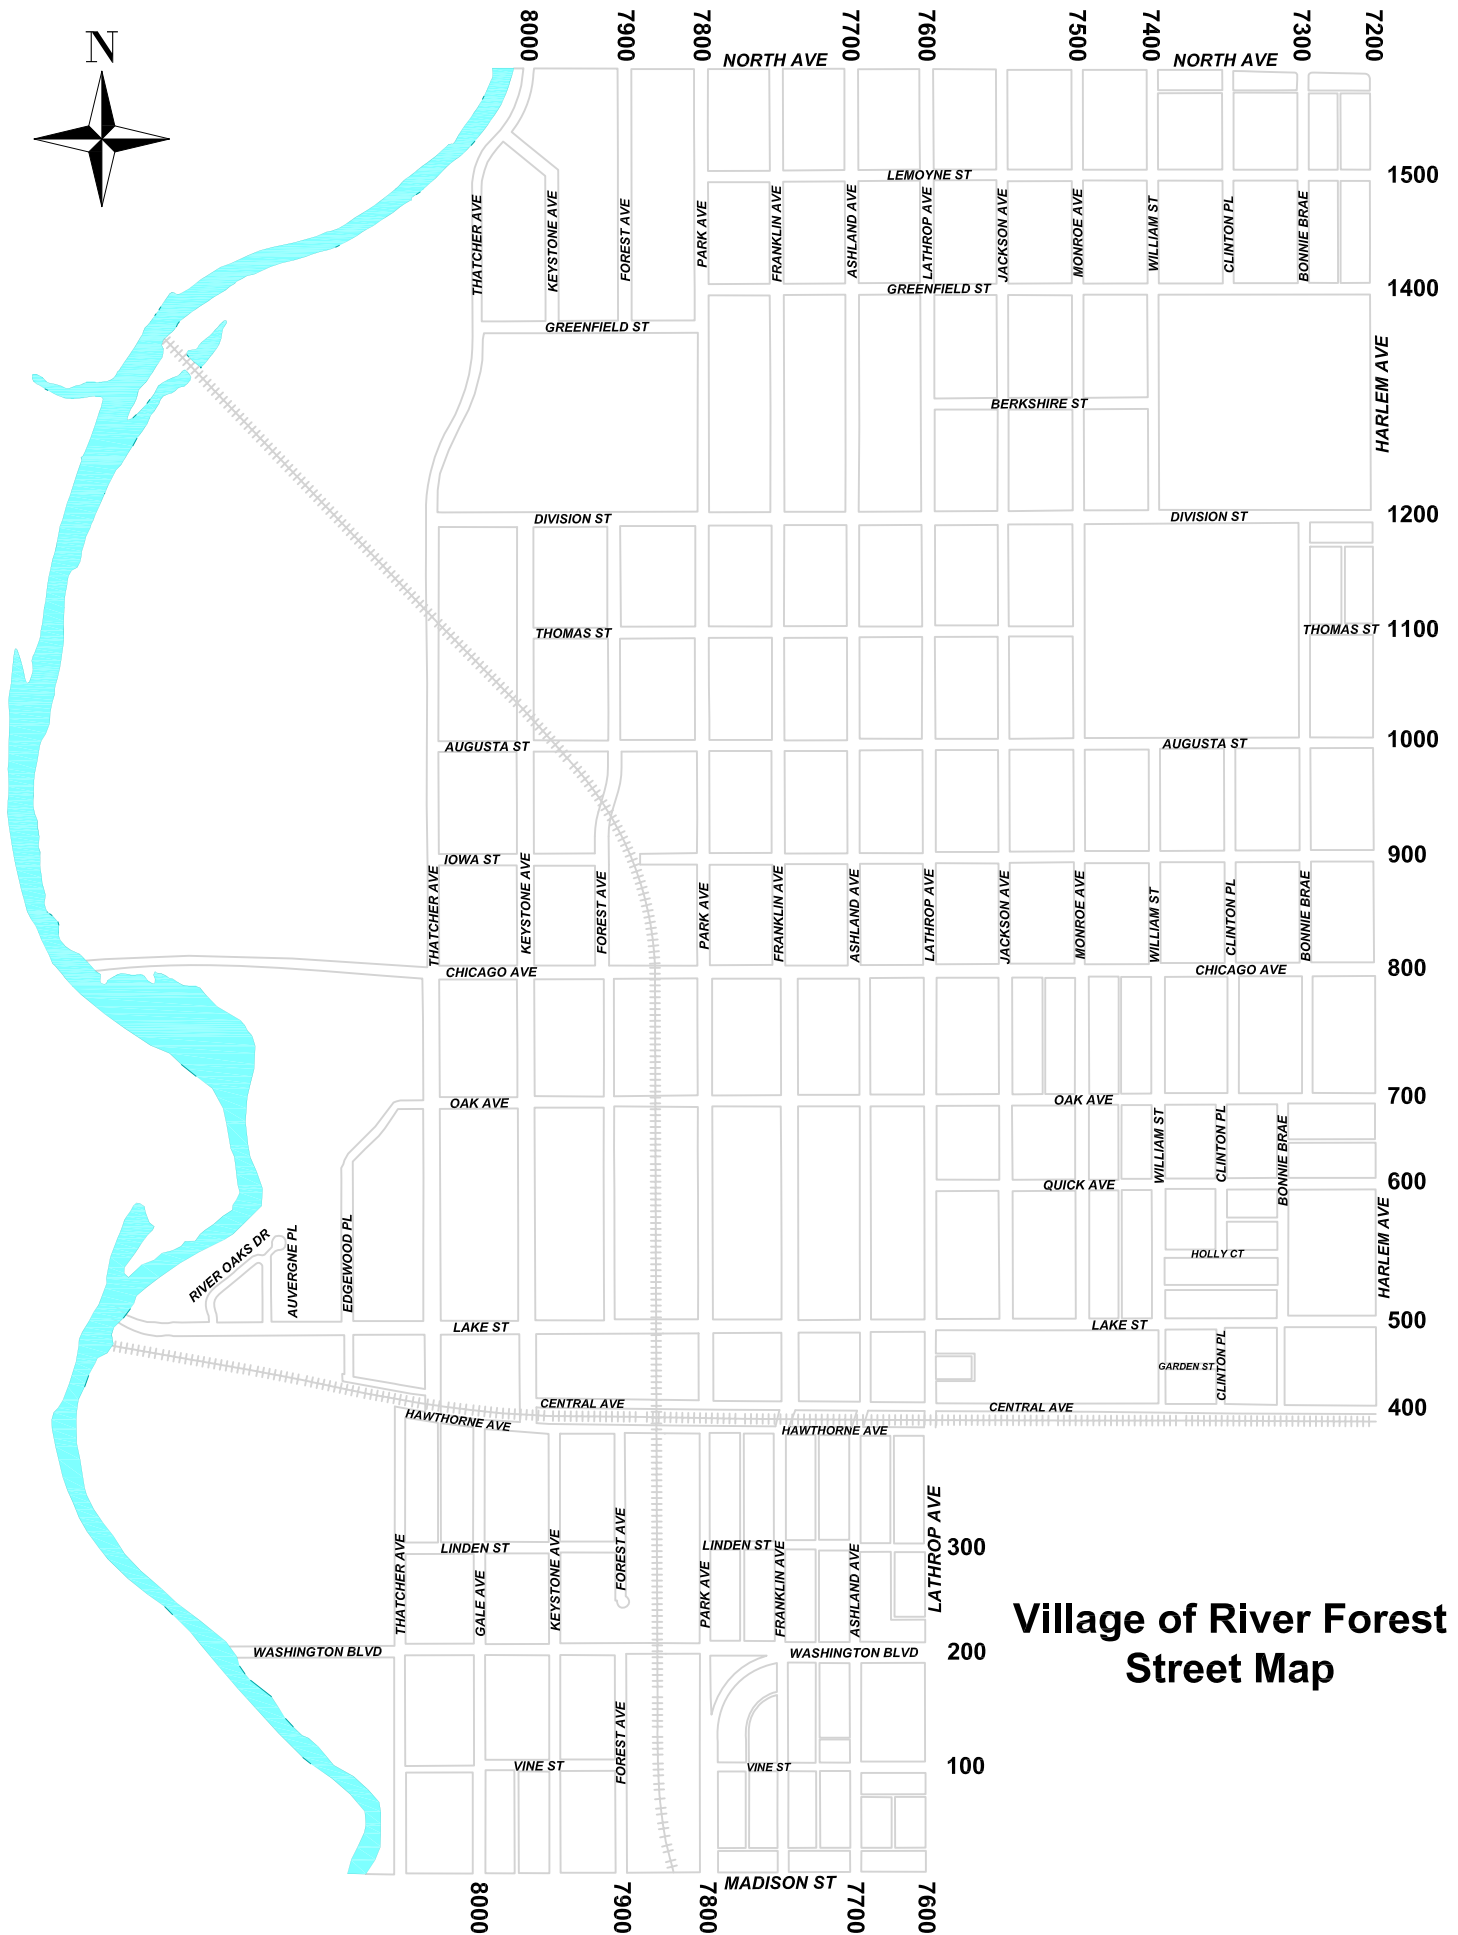 N
8000
7900
7800
7700
7600
7500
7400
7300
7200
NORTH AVE
NORTH AVE
LEMOYNE ST
1500
THATCHER AVE
KEYSTONE AVE
FOREST AVE
PARK AVE
FRANKLIN AVE
ASHLAND AVE
LATHROP AVE
JACKSON AVE
MONROE AVE
WILLIAM ST
CLINTON PL
BONNIE BRAE
GREENFIELD ST
1400
GREENFIELD ST
HARLEM AVE
BERKSHIRE ST
DIVISION ST
DIVISION ST
1200
THOMAS ST
THOMAS ST
1100
AUGUSTA ST
AUGUSTA ST
1000
IOWA ST
900
THATCHER AVE
KEYSTONE AVE
FOREST AVE
PARK AVE
FRANKLIN AVE
ASHLAND AVE
LATHROP AVE
JACKSON AVE
MONROE AVE
WILLIAM ST
CLINTON PL
BONNIE BRAE
CHICAGO AVE
CHICAGO AVE
800
OAK AVE
OAK AVE
700
WILLIAM ST
CLINTON PL
BONNIE BRAE
QUICK AVE
600
RIVER OAKS DR
AUVERGNE PL
EDGEWOOD PL
HOLLY CT
HARLEM AVE
LAKE ST
LAKE ST
500
GARDEN ST
CLINTON PL
CENTRAL AVE
CENTRAL AVE
400
HAWTHORNE AVE
HAWTHORNE AVE
LINDEN ST
LINDEN ST
300
THATCHER AVE
GALE AVE
KEYSTONE AVE
FOREST AVE
PARK AVE
FRANKLIN AVE
ASHLAND AVE
LATHROP AVE
Village of River Forest
Street Map
WASHINGTON BLVD
WASHINGTON BLVD
200
FOREST AVE
VINE ST
VINE ST
100
MADISON ST
8000
7900
7800
7700
7600